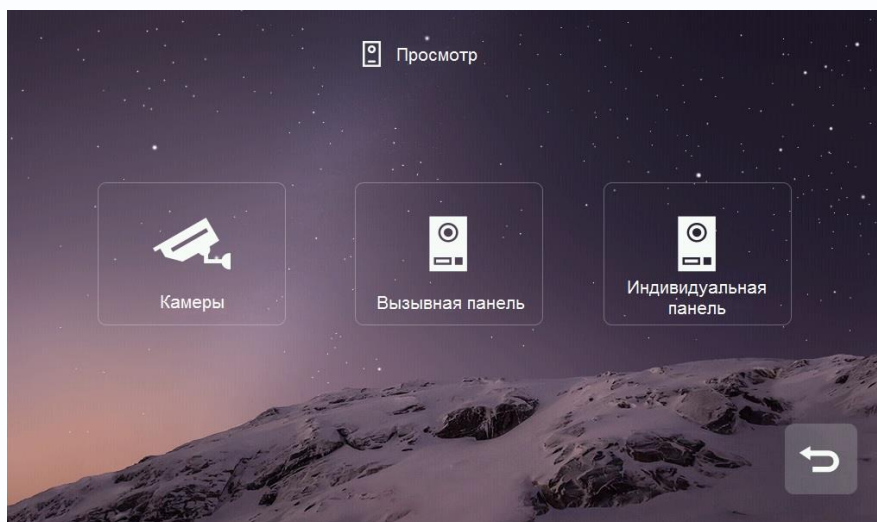 Просмотр
Камеры
Вызывная панель
Индивидуальная
панель